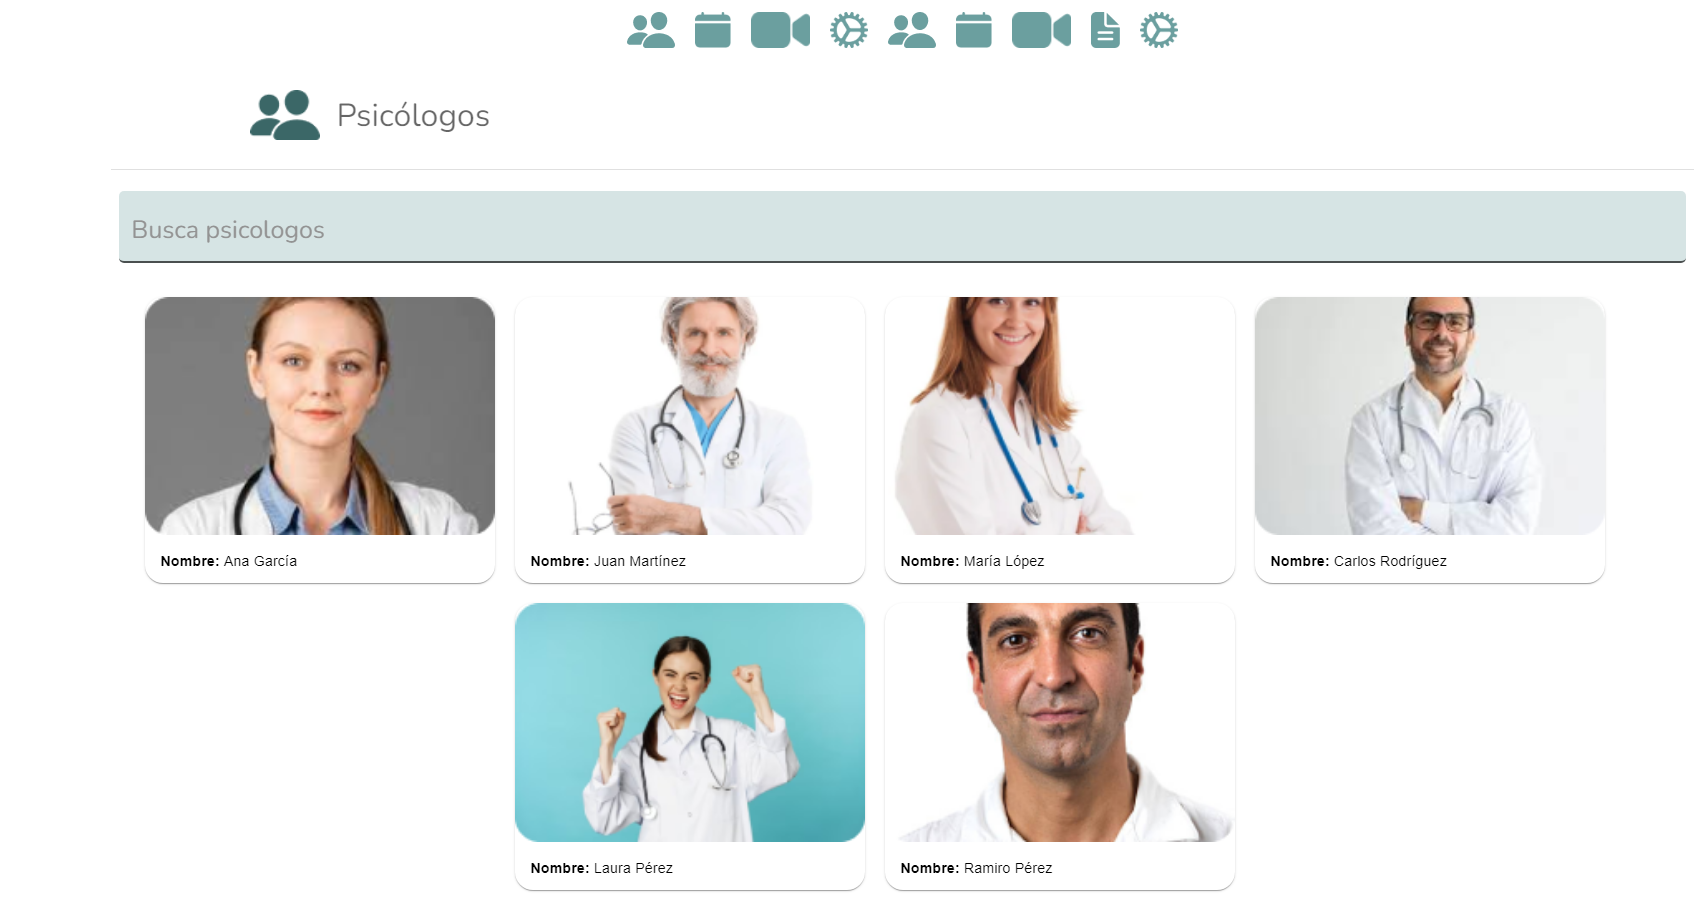 Psicólogos
Busca psicologos
Nombre: Ana García
Nombre: Juan Martínez
Nombre: María López
Nombre: Carlos Rodríguez
Nombre: Laura Pérez
Nombre: Ramiro Pérez